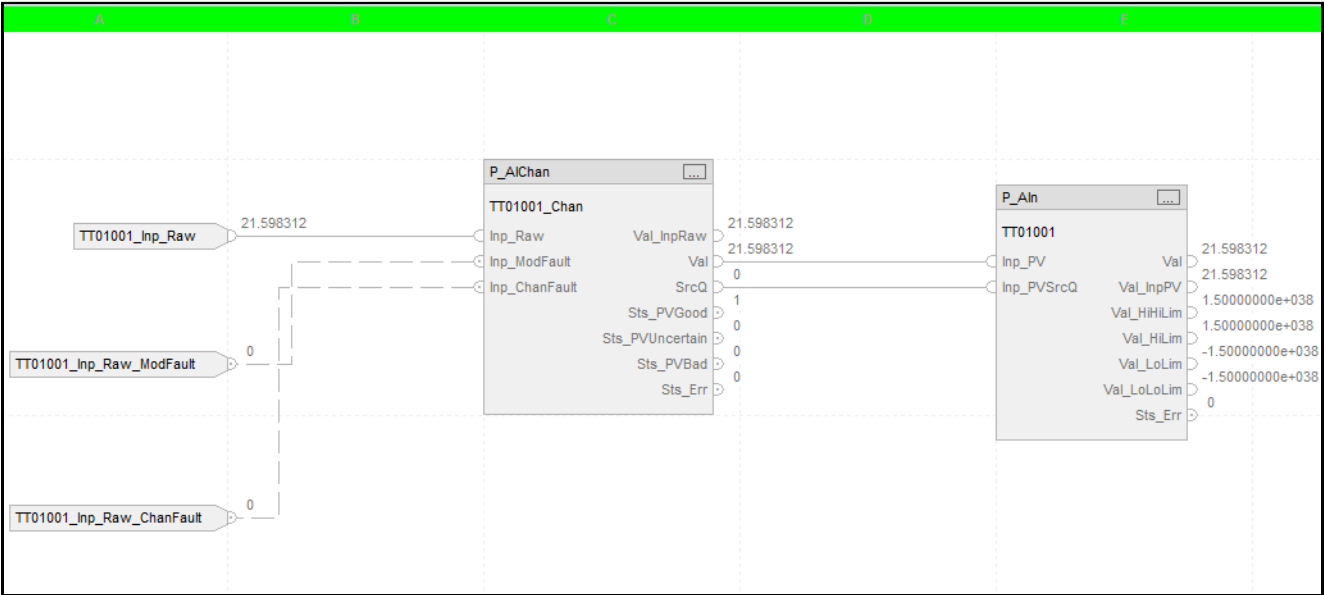 A B C D E
P_AIChan ...
TT01001_Chan
P_AIn ...
TT01001
TT01001_Inp_Raw
21.598312
Inp_Raw Val_InpRaw 21.598312
Inp_ModFault Val 21.598312
Inp_ChanFault SrcQ 0
Sts_PVGood 1
Sts_PVUncertain 0
Sts_PVBad 0
Sts_Err 0
Inp_PV Val 21.598312
Inp_PVSrcQ Val_InpPV 21.598312
Val_HiHiLim 1.50000000e+038
Val_HiLim 1.50000000e+038
Val_LoLim -1.50000000e+038
Val_LoLoLim -1.50000000e+038
Sts_Err 0
TT01001_Inp_Raw_ModFault 0
TT01001_Inp_Raw_ChanFault 0